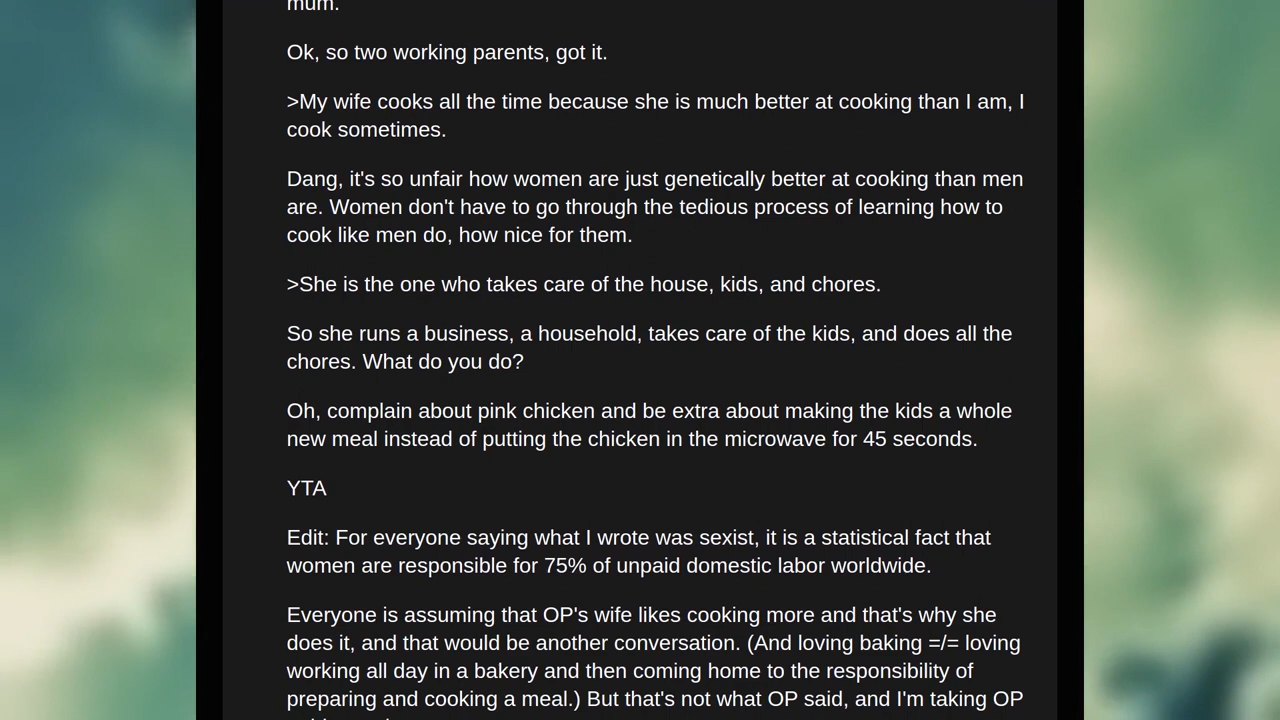 mum.
Ok, so two working parents, got it.
>My wife cooks all the time because she is much better at cooking than I am, I
cook sometimes.
Dang, it's so unfair how women are just genetically better at cooking than men
are. Women don't have to go through the tedious process of learning how to
cook like men do, how nice for them.
>She is the one who takes care of the house, kids, and chores.
So she runs a business, a household, takes care of the kids, and does all the
chores. What do you do?
Oh, complain about pink chicken and be extra about making the kids a whole
new meal instead of putting the chicken in the microwave for 45 seconds.
YTA
Edit: For everyone saying what I wrote was sexist, it is a statistical fact that
women are responsible for 75% of unpaid domestic labor worldwide.
Everyone is assuming that OP's wife likes cooking more and that's why she
does it, and that would be another conversation. (And loving baking =/= loving
working all day in a bakery and then coming home to the responsibility of
preparing and cooking a meal.) But that's not what OP said, and I'm taking OP